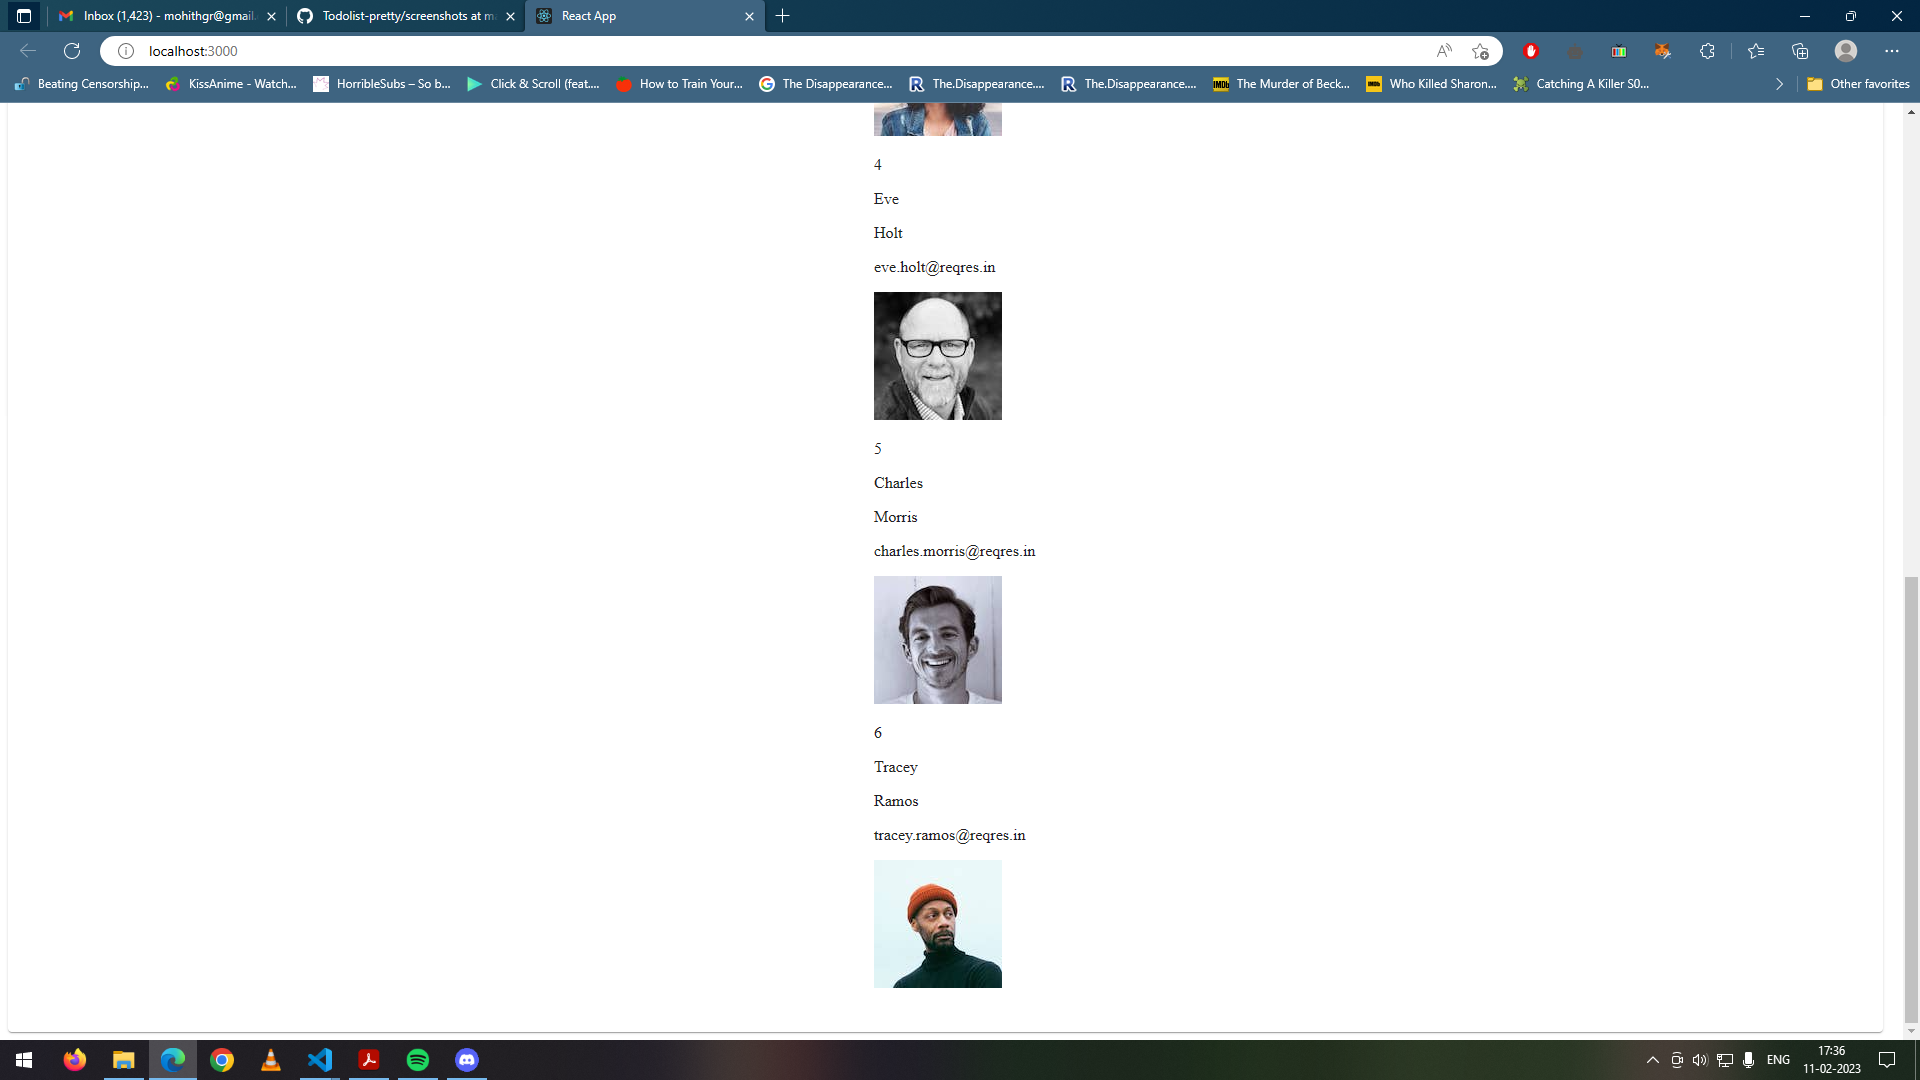 Inbox (1,423) - mohithgr@gmail.
Todolist-pretty/screenshots at ma
React App
localhost:3000
Beating Censorship...
KissAnime - Watch...
HorribleSubs – So b...
Click & Scroll (feat....
How to Train Your...
The Disappearance...
The.Disappearance....
The.Disappearance....
The Murder of Beck...
Who Killed Sharon...
Catching A Killer S0...
Other favorites
4
Eve
Holt
eve.holt@reqres.in
5
Charles
Morris
charles.morris@reqres.in
6
Tracey
Ramos
tracey.ramos@reqres.in
ENG
17:36
11-02-2023